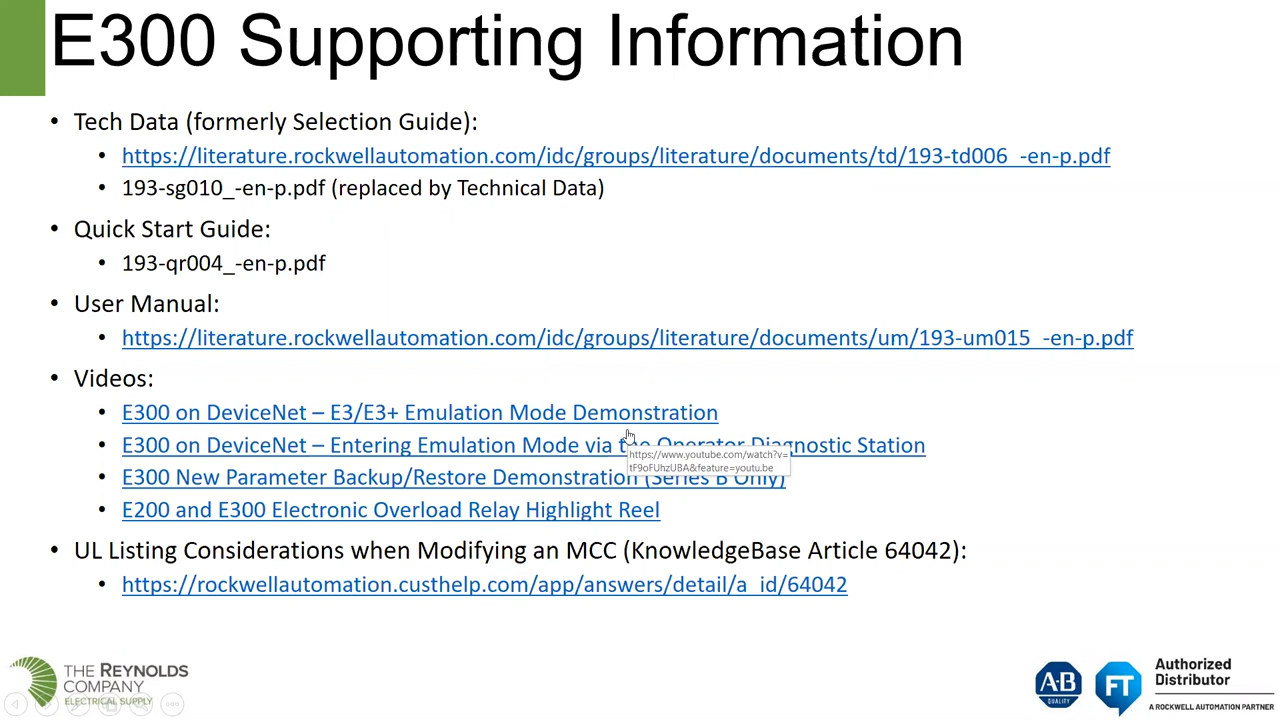 E300 Supporting Information
• Tech Data (formerly Selection Guide):
• https://literature.rockwellautomation.com/idc/groups/literature/documents/td/193-td006_-en-p.pdf
• 193-sg010_-en-p.pdf (replaced by Technical Data)
• Quick Start Guide:
• 193-qr004_-en-p.pdf
• User Manual:
• https://literature.rockwellautomation.com/idc/groups/literature/documents/um/193-um015_-en-p.pdf
• Videos:
• E300 on DeviceNet – E3/E3+ Emulation Mode Demonstration
• E300 on DeviceNet – Entering Emulation Mode via the Operator Diagnostic Station
https://www.youtube.com/watch?v=
tF9oFUhzUBA&feature=youtu.be
• E300 New Parameter Backup/Restore Demonstration (Series B Only)
• E200 and E300 Electronic Overload Relay Highlight Reel
• UL Listing Considerations when Modifying an MCC (KnowledgeBase Article 64042):
• https://rockwellautomation.custhelp.com/app/answers/detail/a_id/64042
THE REYNOLDS
COMPANY
ELECTRICAL SUPPLY
A-B
QUALITY
FT
Authorized
Distributor
A ROCKWELL AUTOMATION PARTNER